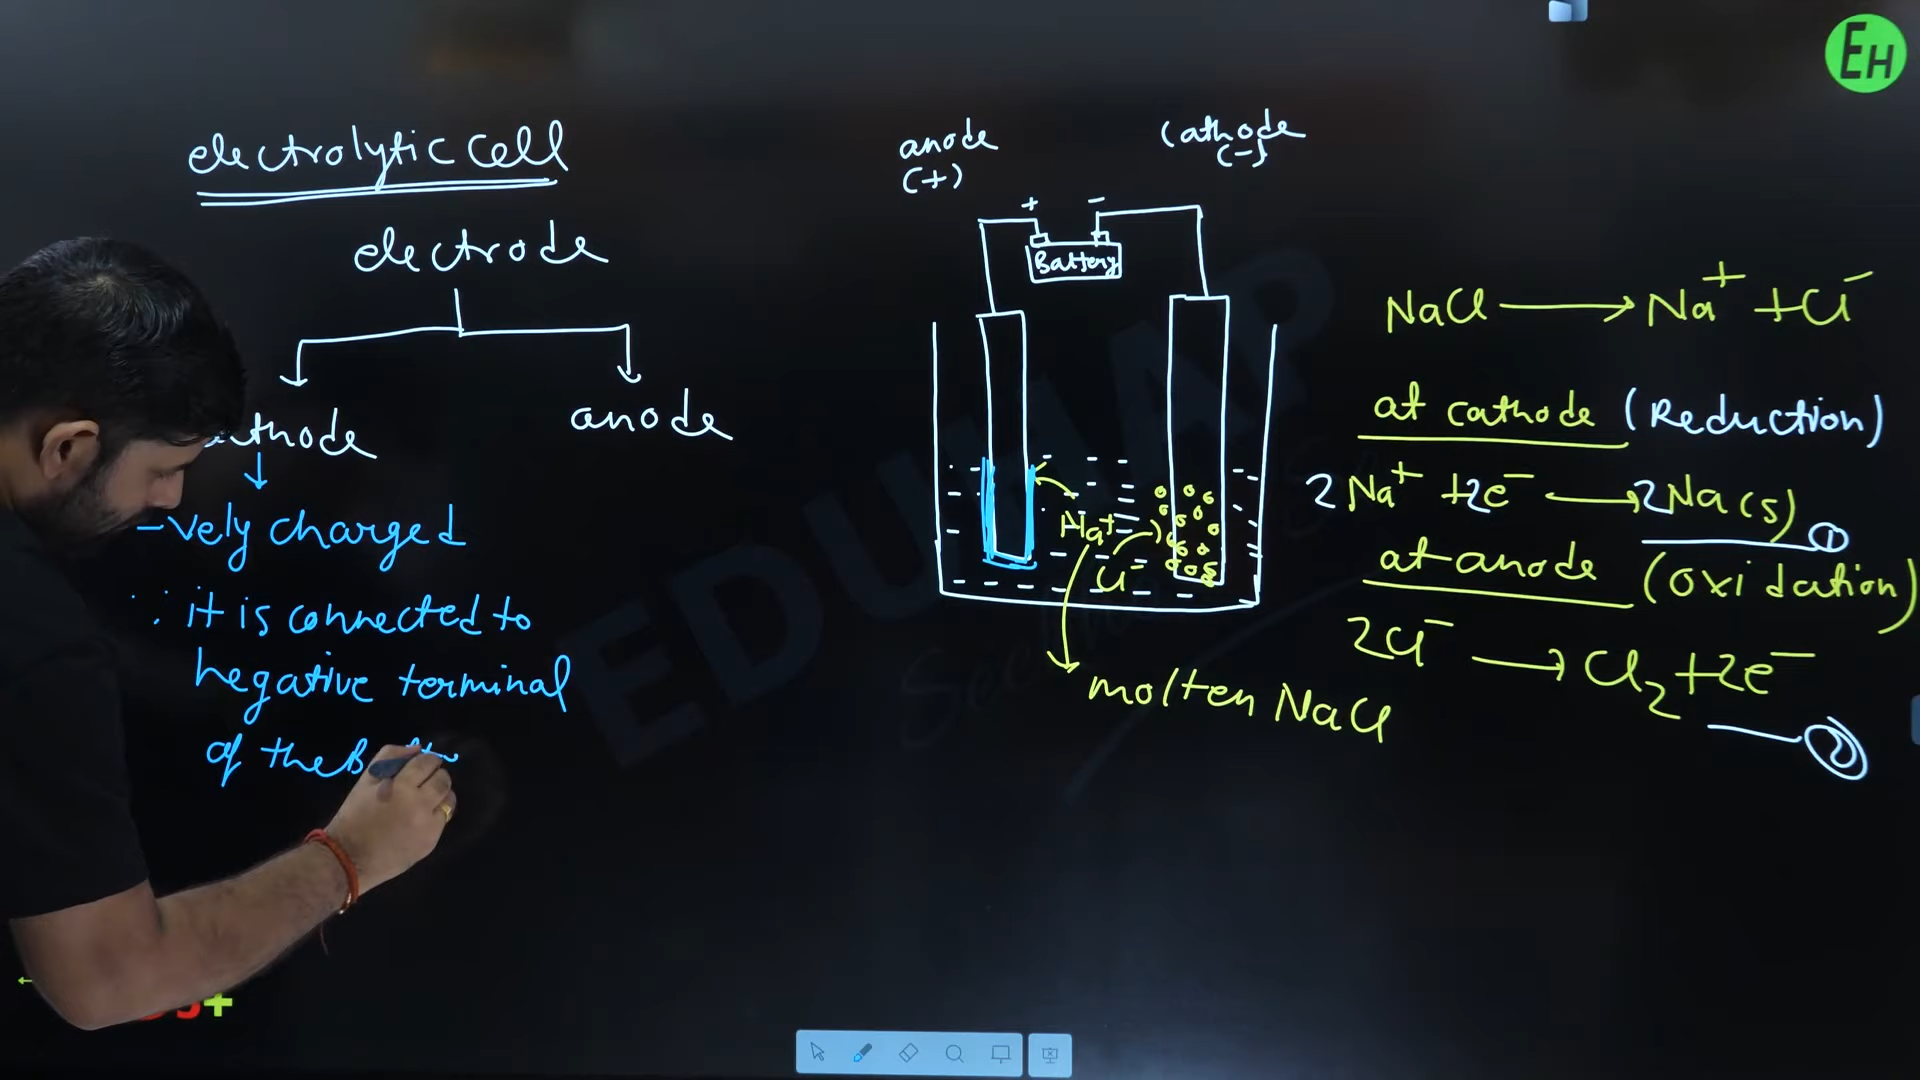 EH
electrolytic cell
electrode
cathode
anode
-vely charged
∵ it is connected to
negative terminal
of the
anode
(+)
cathode
(-)
+ -
Battery
Na⁺
Cl⁻
molten NaCl
NaCl ⟶ Na⁺ + Cl⁻
at cathode (Reduction)
2Na⁺ + 2e⁻ ⟶ 2Na(s) ①
at anode (oxidation)
2Cl⁻ ⟶ Cl₂ + 2e⁻ — ②
EDUMAP